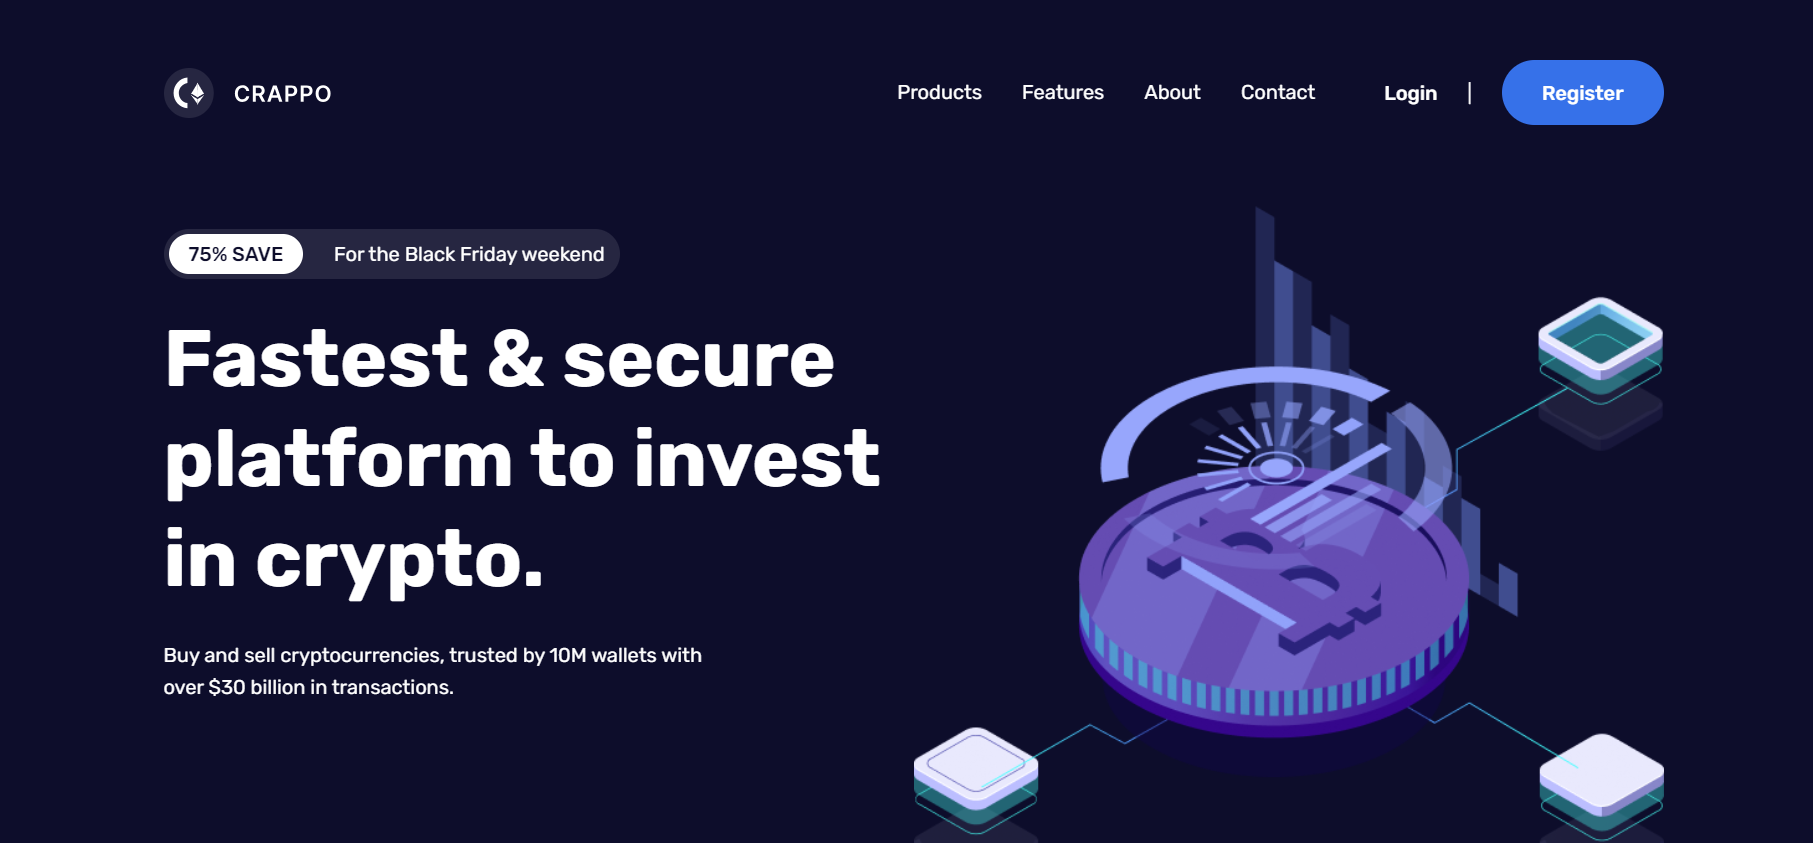 CRAPPO
Products
Features
About
Contact
Login
|
Register
75% SAVE
For the Black Friday weekend
Fastest & secure
platform to invest
in crypto.
Buy and sell cryptocurrencies, trusted by 10M wallets with
over $30 billion in transactions.